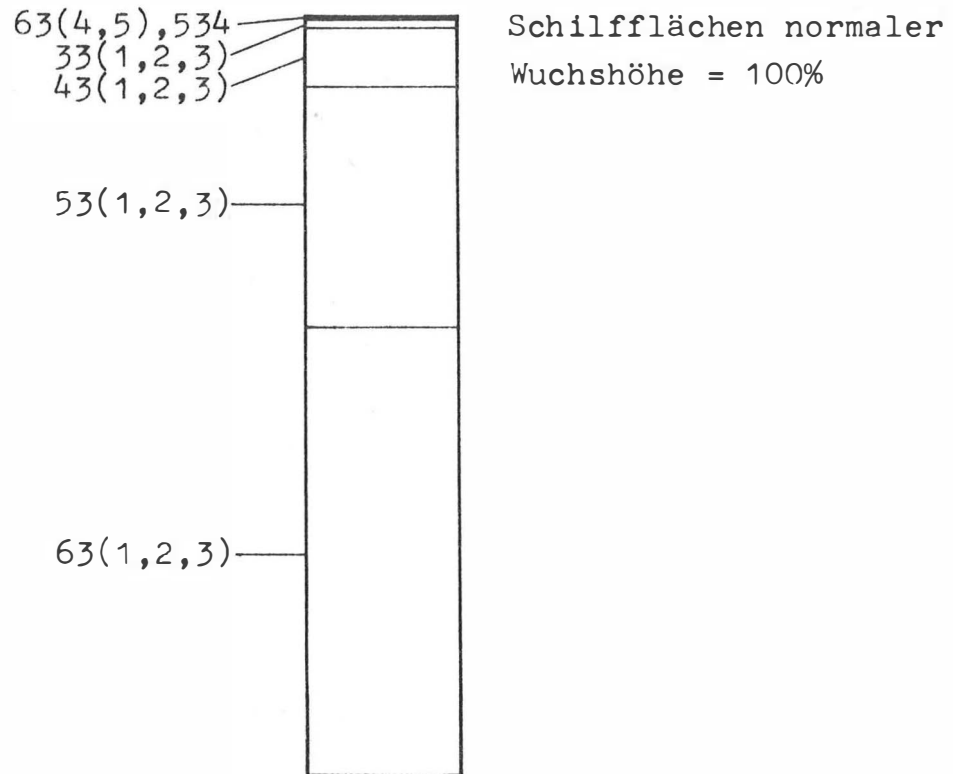 63(4,5),534
33(1,2,3)
43(1,2,3)
53(1,2,3)
63(1,2,3)
Schilfflächen normaler
Wuchshöhe = 100%